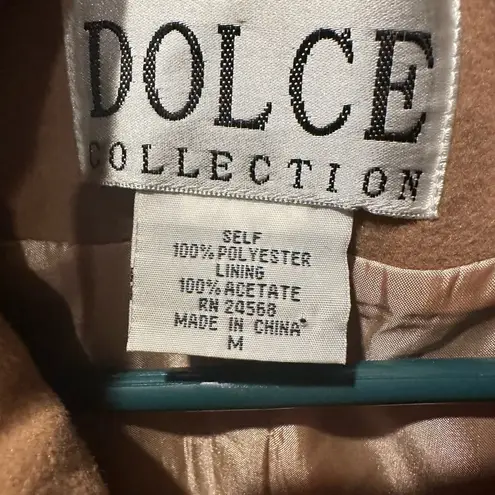 DOLCE
COLLECTION
SELF
100% POLYESTER
LINING
100% ACETATE
RN 24568
MADE IN CHINA
M